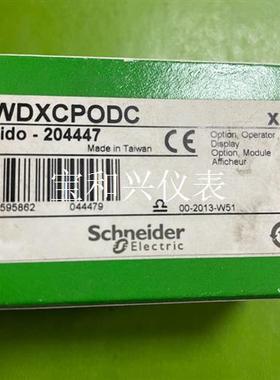 WDXCPODC
X
ido - 204447
Made in Taiwan
CE
Option, Operator
Display
Option, Module
Afficheur
宝和兴仪表
595862
044479
00-2013-W51
Schneider
Electric